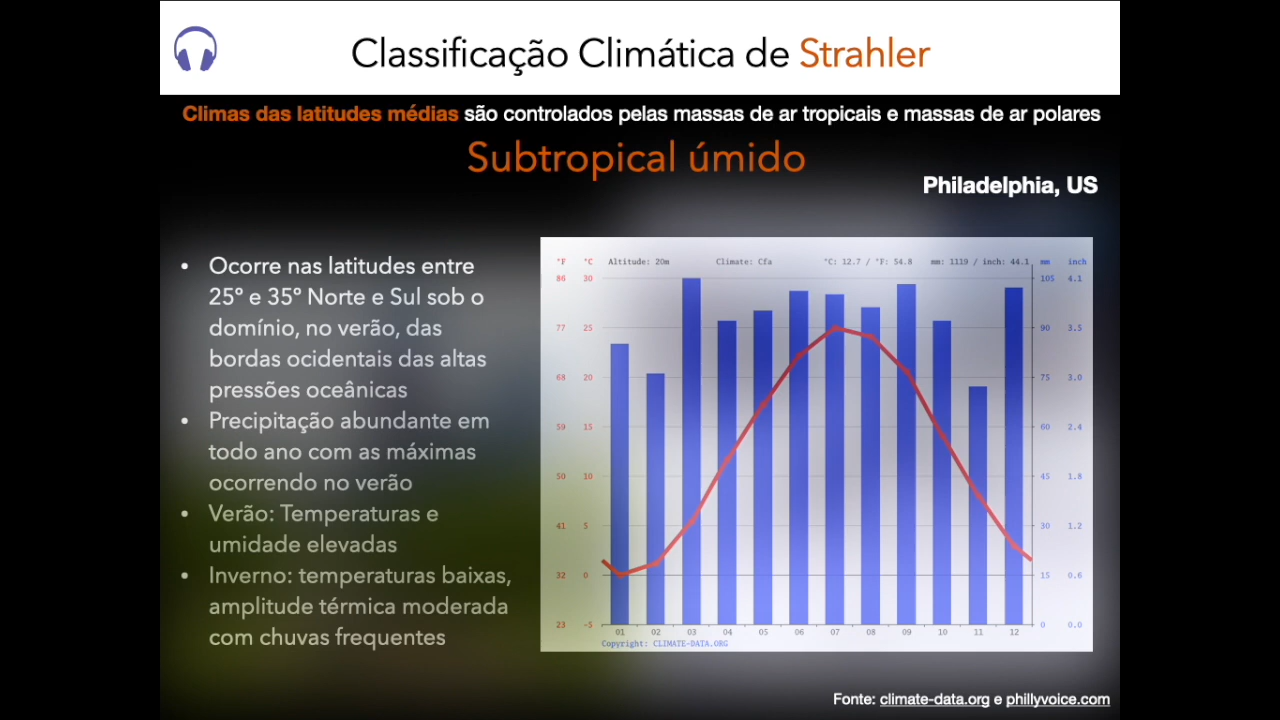 Classificação Climática de Strahler
Climas das latitudes médias são controlados pelas massas de ar tropicais e massas de ar polares
Subtropical úmido
Philadelphia, US
• Ocorre nas latitudes entre
25º e 35º Norte e Sul sob o
domínio, no verão, das
bordas ocidentais das altas
pressões oceânicas
• Precipitação abundante em
todo ano com as máximas
ocorrendo no verão
• Verão: Temperaturas e
umidade elevadas
• Inverno: temperaturas baixas,
amplitude térmica moderada
com chuvas frequentes
°F °C Altitude: 20m Climate: Cfa °C: 12.7 / °F: 54.8 mm: 1119 / inch: 44.1 mm inch
86 30 105 4.1
77 25 90 3.5
68 20 75 3.0
59 15 60 2.4
50 10 45 1.8
41 5 30 1.2
32 0 15 0.6
23 -5 0 0.0
01 02 03 04 05 06 07 08 09 10 11 12
Copyright: CLIMATE-DATA.ORG
Fonte: climate-data.org e phillyvoice.com